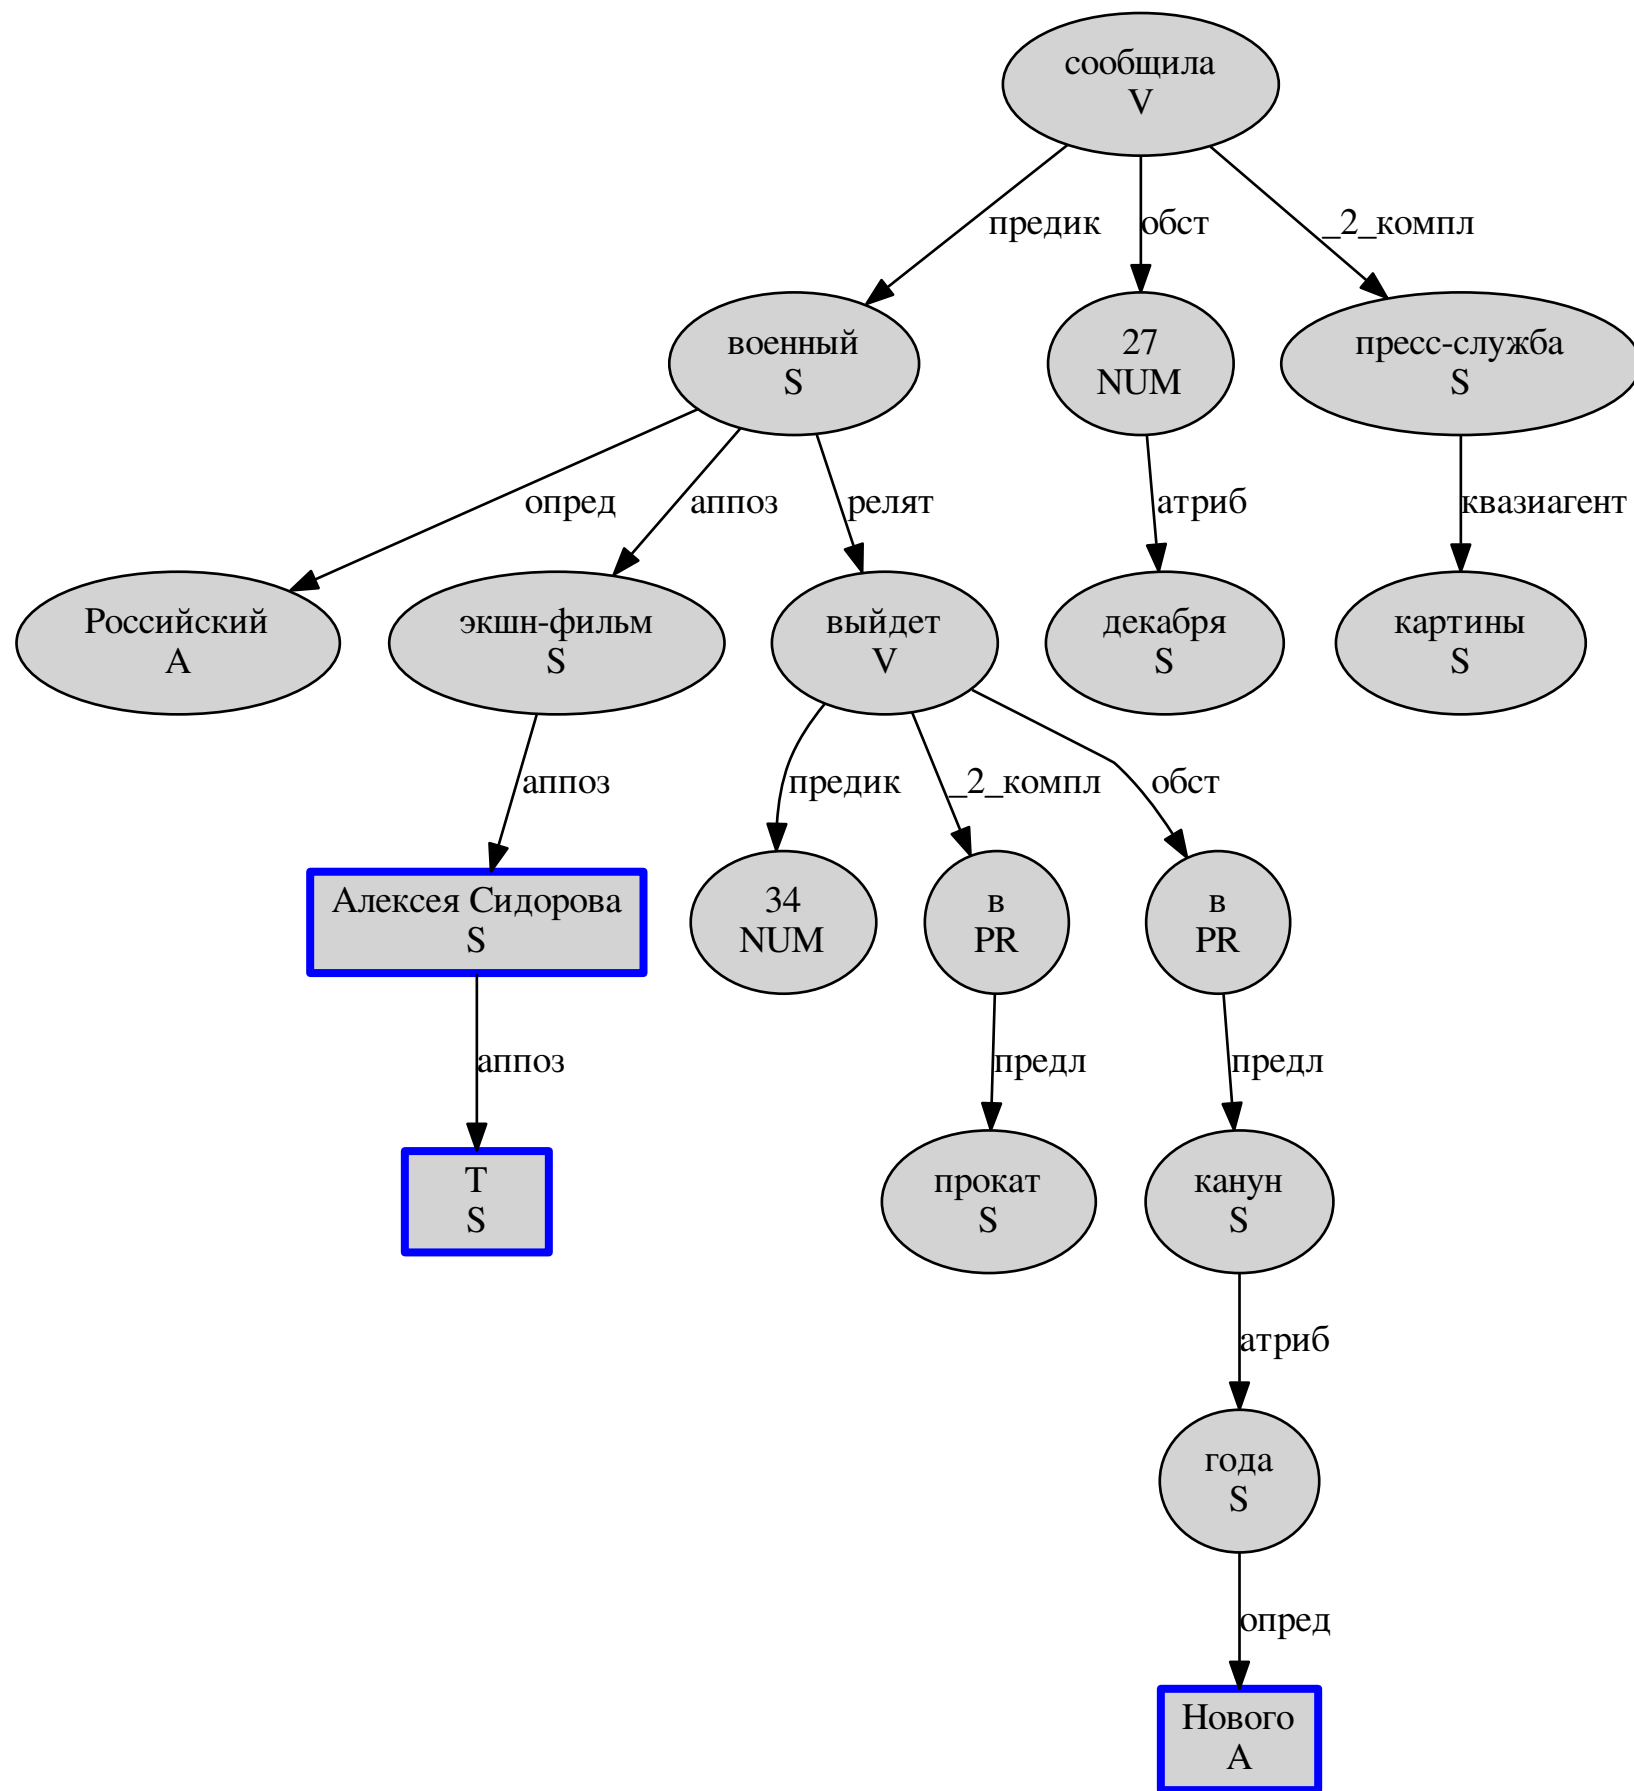 сообщила
V
предик
обст
_2_компл
военный
S
27
NUM
пресс-служба
S
опред
аппоз
релят
атриб
квазиагент
Российский
A
экшн-фильм
S
выйдет
V
декабря
S
картины
S
аппоз
предик
_2_компл
обст
Алексея Сидорова
S
34
NUM
в
PR
в
PR
аппоз
предл
предл
Т
S
прокат
S
канун
S
атриб
года
S
опред
Нового
A